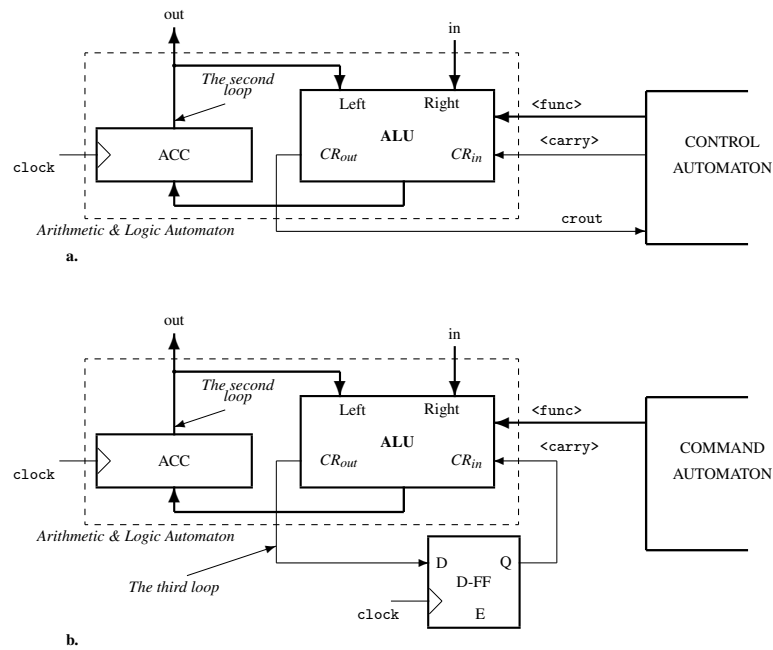 out
in
The second
loop
Left
Right
<func>
ALU
<carry>
CONTROL
AUTOMATON
ACC
CRout
CRin
clock
crout
Arithmetic & Logic Automaton
a.
out
in
The second
loop
Left
Right
<func>
ALU
<carry>
COMMAND
AUTOMATON
ACC
CRout
CRin
clock
Arithmetic & Logic Automaton
The third loop
D
Q
D-FF
clock
E
b.